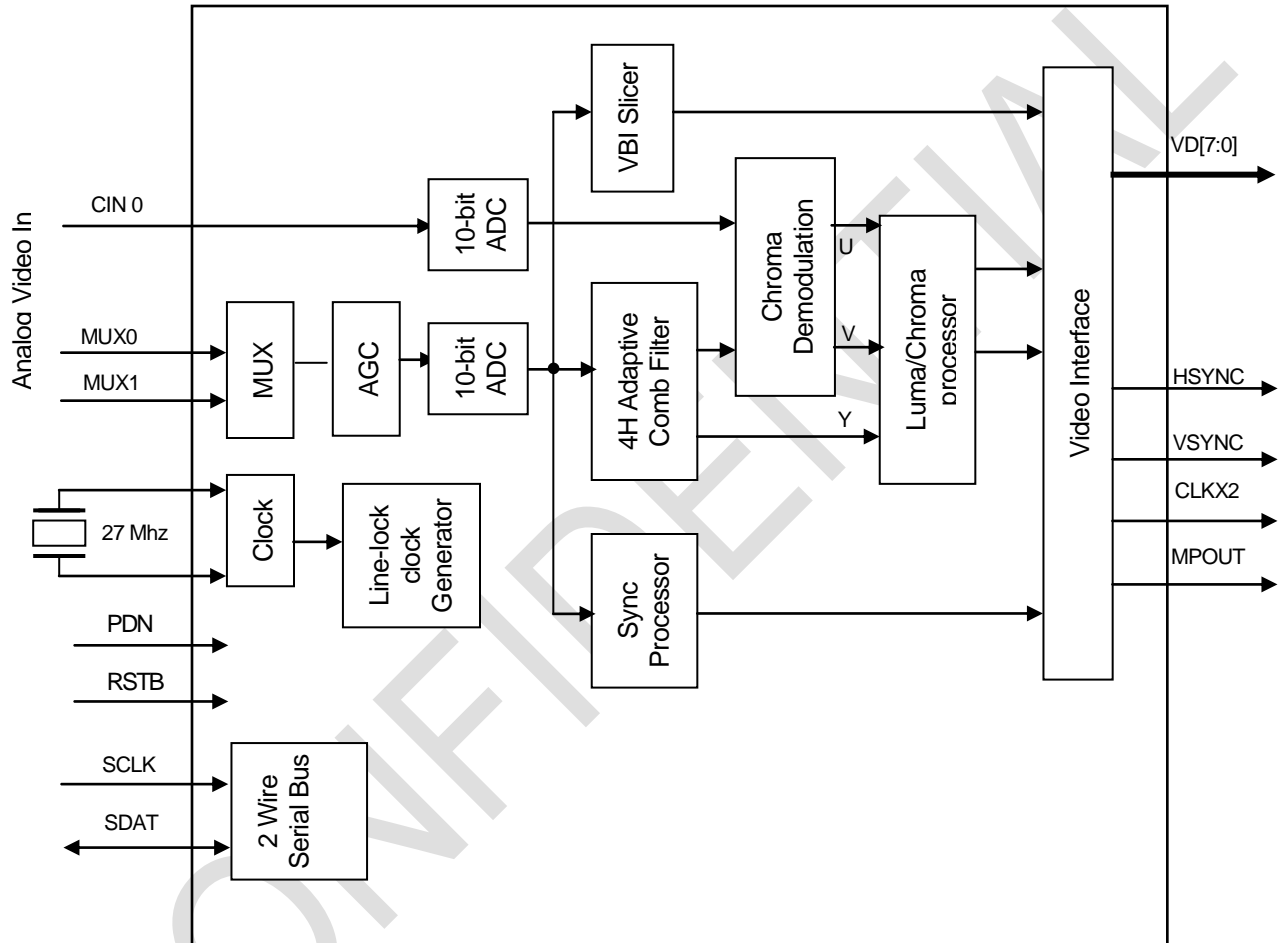 Analog Video In
CIN 0
MUX0
MUX1
27 Mhz
PDN
RSTB
SCLK
SDAT
MUX
AGC
10-bit
ADC
10-bit
ADC
Clock
Line-lock
clock
Generator
2 Wire
Serial Bus
VBI Slicer
4H Adaptive
Comb Filter
Sync
Processor
Chroma
Demodulation
U
V
Y
Luma/Chroma
processor
Video Interface
VD[7:0]
HSYNC
VSYNC
CLKX2
MPOUT
ONFIDENTIAL